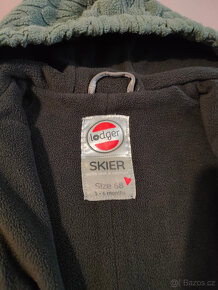 lodger
SKIER
Size 68
3 - 6 months
Bazos.cz